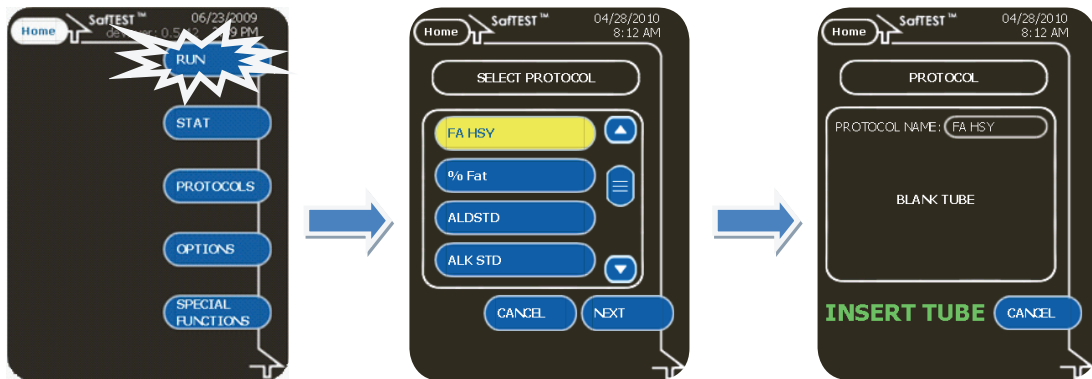 Home
SafTEST™
06/23/2009
RUN
STAT
PROTOCOLS
OPTIONS
SPECIAL
FUNCTIONS
Home
SafTEST™
04/28/2010
8:12 AM
SELECT PROTOCOL
FA HSY
% Fat
ALDSTD
ALK STD
CANCEL
NEXT
Home
SafTEST™
04/28/2010
8:12 AM
PROTOCOL
PROTOCOL NAME: FA HSY
BLANK TUBE
INSERT TUBE
CANCEL